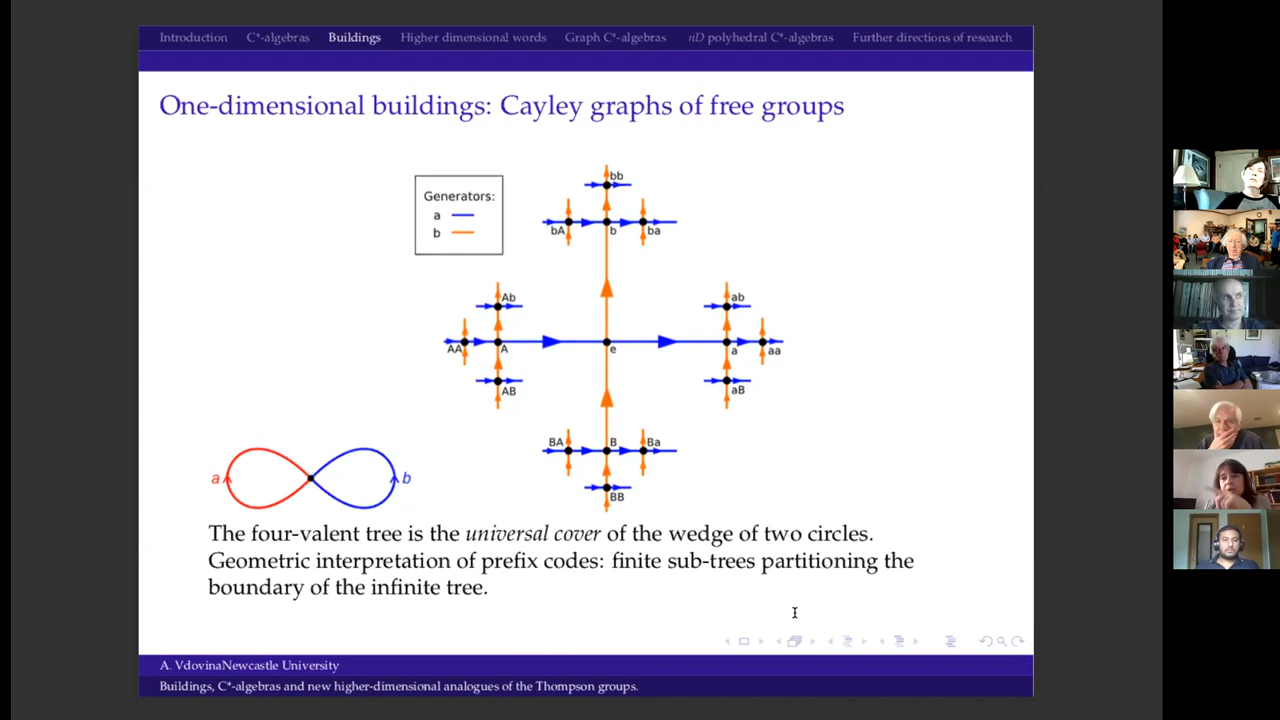 Introduction C*-algebras Buildings Higher dimensional words Graph C*-algebras nD polyhedral C*-algebras Further directions of research
One-dimensional buildings: Cayley graphs of free groups
Generators:
a
b
bb
bA b ba
Ab ab
AA A e a aa
AB aB
BA B Ba
BB
a b
The four-valent tree is the universal cover of the wedge of two circles.
Geometric interpretation of prefix codes: finite sub-trees partitioning the
boundary of the infinite tree.
A. VdovinaNewcastle University
Buildings, C*-algebras and new higher-dimensional analogues of the Thompson groups.